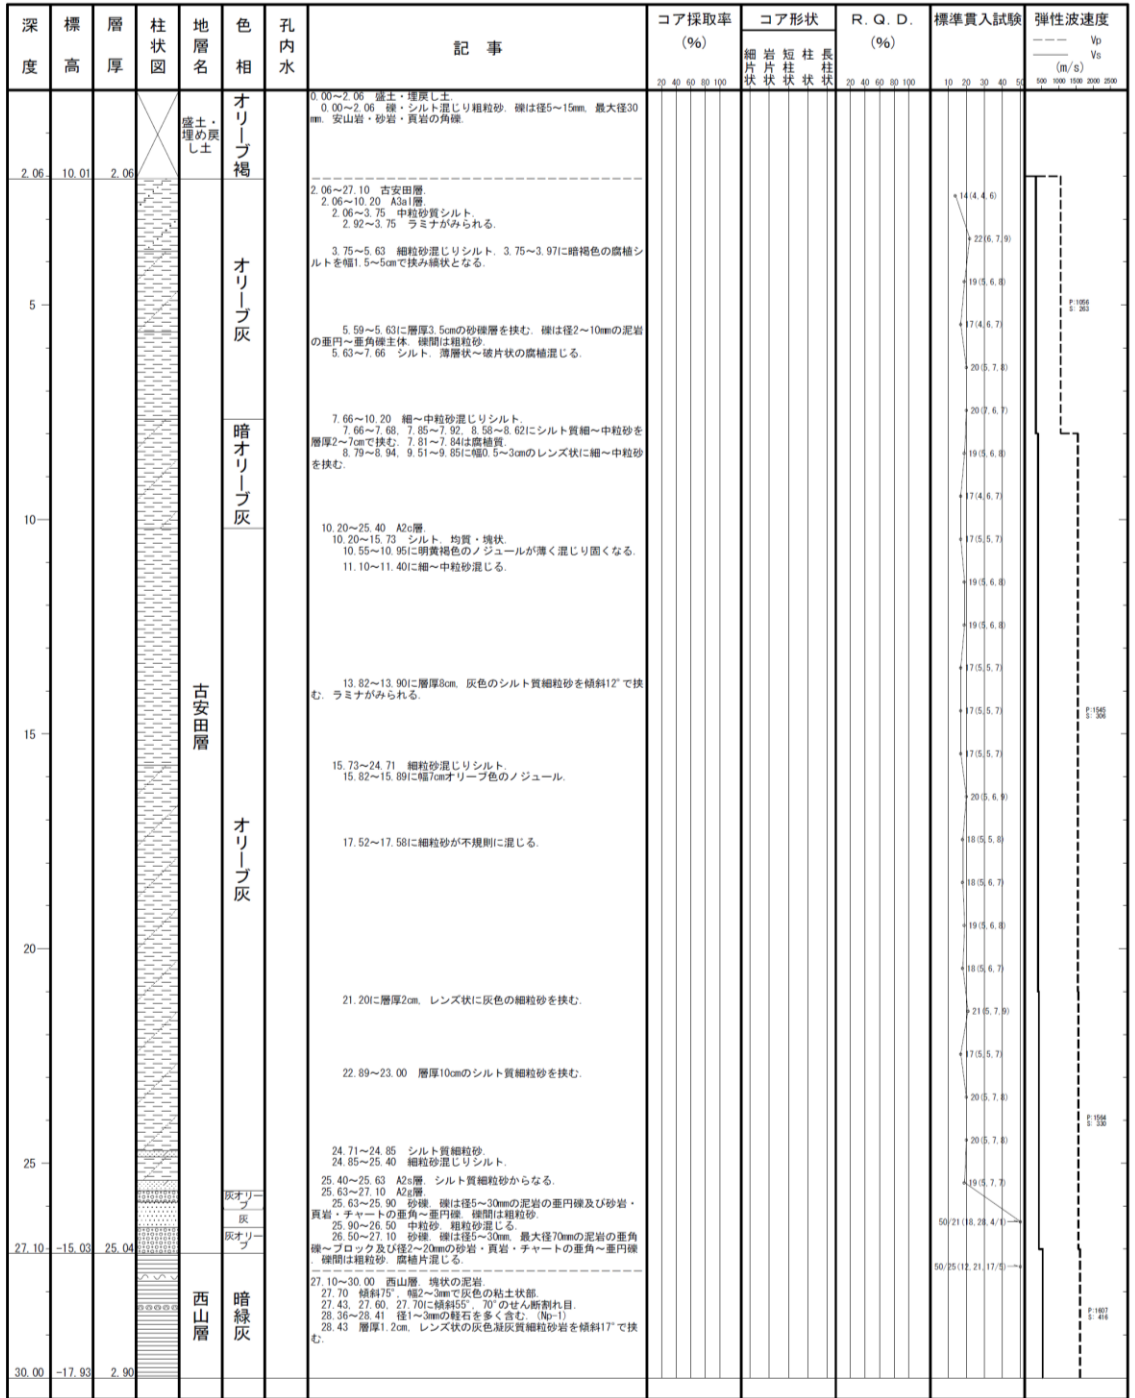 深度 標高 層厚 柱状図 地層名 色相 孔内水 記事 コア採取率 (%) コア形状 R.Q.D. (%) 標準貫入試験 弾性波速度
細片状 岩片状 短柱状 柱状 長柱状
Vp
Vs
(m/s)
20 40 60 80 100
20 40 60 80 100
10 20 30 40 50
500 1000 1500 2000 2500
盛土・埋め戻し土
オリーブ褐
0.00~2.06 盛土・埋戻し土.
0.00~2.06 礫・シルト混じり粗粒砂. 礫は径5~15mm, 最大径30
mm. 安山岩・砂岩・頁岩の角礫.
2.06 10.01 2.06
2.06~27.10 古安田層.
2.06~10.20 A3al層.
2.06~3.75 中粒砂質シルト.
2.92~3.75 ラミナがみられる.
3.75~5.63 細粒砂混じりシルト. 3.75~3.97に暗褐色の腐植シ
ルトを幅1.5~5cmで挟み縞状となる.
オリーブ灰
5
5.59~5.63に層厚3.5cmの砂礫層を挟む. 礫は径2~10mmの泥岩
の亜円~亜角礫主体. 礫間は粗粒砂.
5.63~7.66 シルト. 薄層状~破片状の腐植混じる.
暗オリーブ灰
7.66~10.20 細~中粒砂混じりシルト.
7.66~7.68, 7.85~7.92, 8.58~8.62にシルト質細~中粒砂を
層厚2~7cmで挟む. 7.81~7.84は腐植質.
8.79~8.94, 9.51~9.85に幅0.5~3cmのレンズ状に細~中粒砂
を挟む.
10
10.20~25.40 A2c層.
10.20~15.73 シルト. 均質・塊状.
10.55~10.95に明黄褐色のノジュールが薄く混じり固くなる.
11.10~11.40に細~中粒砂混じる.
13.82~13.90に層厚8cm, 灰色のシルト質細粒砂を傾斜12°で挟
む. ラミナがみられる.
古安田層
15
15.73~24.71 細粒砂混じりシルト.
15.82~15.89に幅7cmオリーブ色のノジュール.
オリーブ灰
17.52~17.58に細粒砂が不規則に混じる.
20
21.20に層厚2cm, レンズ状に灰色の細粒砂を挟む.
22.89~23.00 層厚10cmのシルト質細粒砂を挟む.
24.71~24.85 シルト質細粒砂.
24.85~25.40 細粒砂混じりシルト.
25
25.40~25.63 A2s層. シルト質細粒砂からなる.
25.63~27.10 A2g層.
灰オリーブ
25.63~25.90 砂礫. 礫は径5~30mmの泥岩の亜円礫及び砂岩・
頁岩・チャートの亜角~亜円礫. 礫間は粗粒砂.
灰
25.90~26.50 中粒砂. 粗粒砂混じる.
灰オリーブ
26.50~27.10 砂礫. 礫は径5~30mm, 最大径70mmの泥岩の亜角
礫~ブロック及び径2~20mmの砂岩・頁岩・チャートの亜角~亜円礫
. 礫間は粗粒砂. 腐植片混じる.
27.10 -15.03 25.04
27.10~30.00 西山層. 塊状の泥岩.
27.70 傾斜75°, 幅2~3mmで灰色の粘土状部.
27.43, 27.60, 27.70に傾斜55°, 70°のせん断割れ目.
28.36~28.41 径1~3mmの軽石を多く含む. (Np-1)
28.43 層厚1.2cm, レンズ状の灰色凝灰質細粒砂岩を傾斜17°で挟
む.
西山層
暗緑灰
30.00 -17.93 2.90
14(4,4,6)
22(6,7,9)
19(5,6,8)
17(4,6,7)
20(5,7,8)
20(7,6,7)
19(5,6,8)
17(4,6,7)
17(5,5,7)
19(5,6,8)
19(5,6,8)
17(5,5,7)
17(5,5,7)
17(5,5,7)
20(5,6,9)
18(5,5,8)
18(5,6,7)
19(5,6,8)
18(5,6,7)
21(5,7,9)
17(5,5,7)
20(5,7,8)
20(5,7,8)
19(5,7,7)
50/21(18,28,4/1)
50/25(12,21,17/5)
P:1056
S: 263
P:1545
S: 306
P:1564
S: 330
P:1607
S: 416